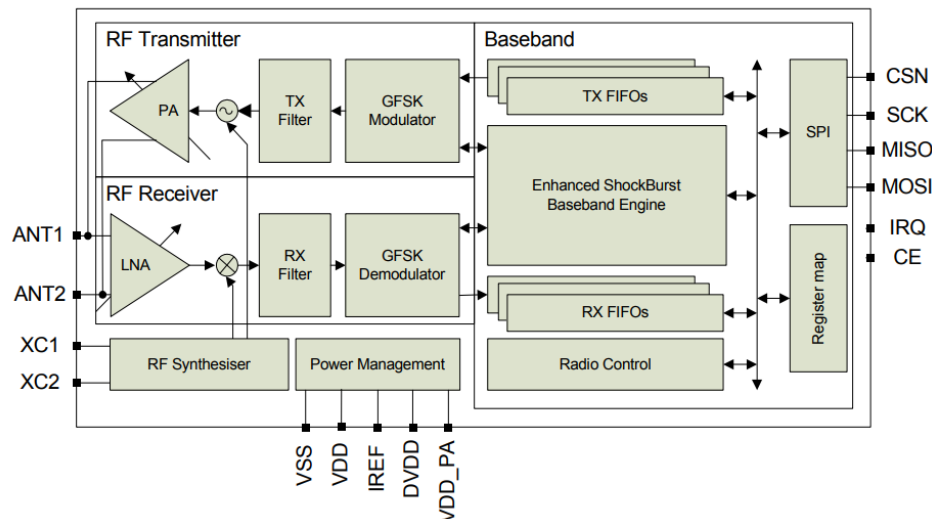 RF Transmitter
Baseband
PA
TX
Filter
GFSK
Modulator
TX FIFOs
SPI
CSN
SCK
MISO
MOSI
Enhanced ShockBurst
Baseband Engine
RF Receiver
ANT1
ANT2
LNA
RX
Filter
GFSK
Demodulator
RX FIFOs
Register map
IRQ
CE
XC1
XC2
RF Synthesiser
Power Management
Radio Control
VSS
VDD
IREF
DVDD
VDD_PA